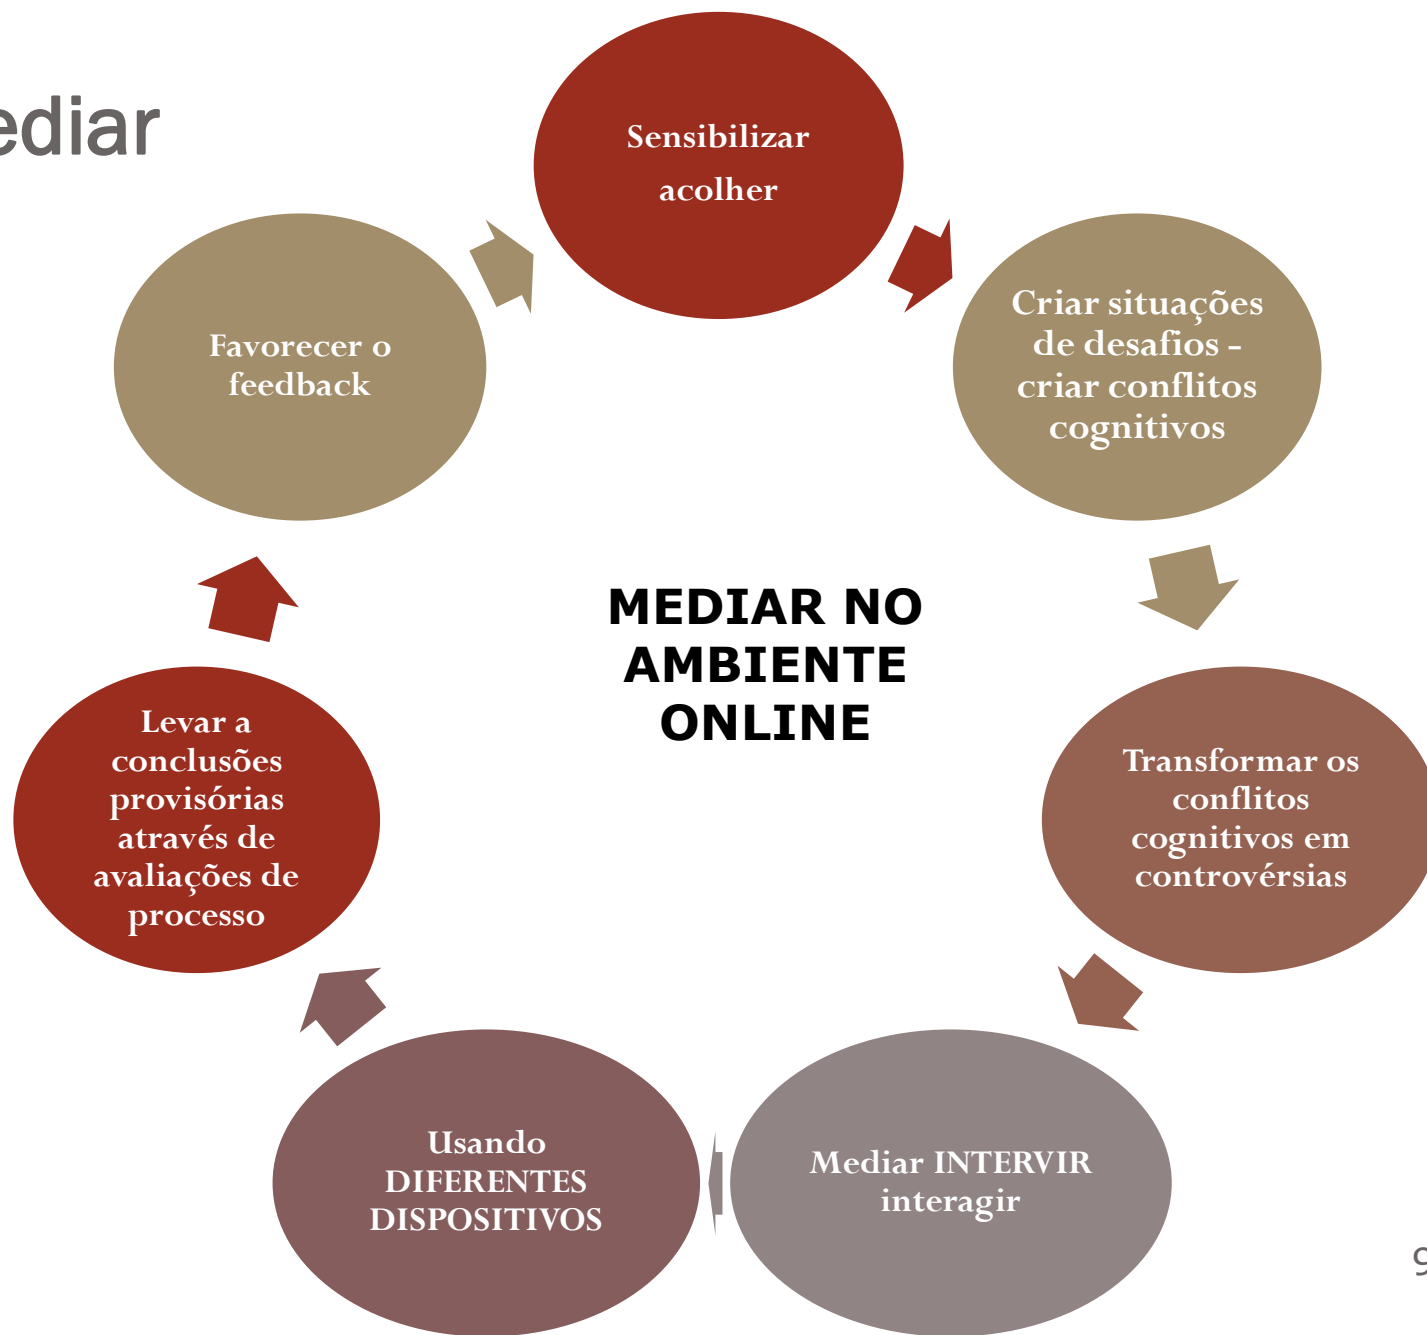 ediar
Sensibilizar
acolher
Criar situações
de desafios -
criar conflitos
cognitivos
Transformar os
conflitos
cognitivos em
controvérsias
Mediar INTERVIR
interagir
Usando
DIFERENTES
DISPOSITIVOS
Levar a
conclusões
provisórias
através de
avaliações de
processo
Favorecer o
feedback
MEDIAR NO
AMBIENTE
ONLINE
9